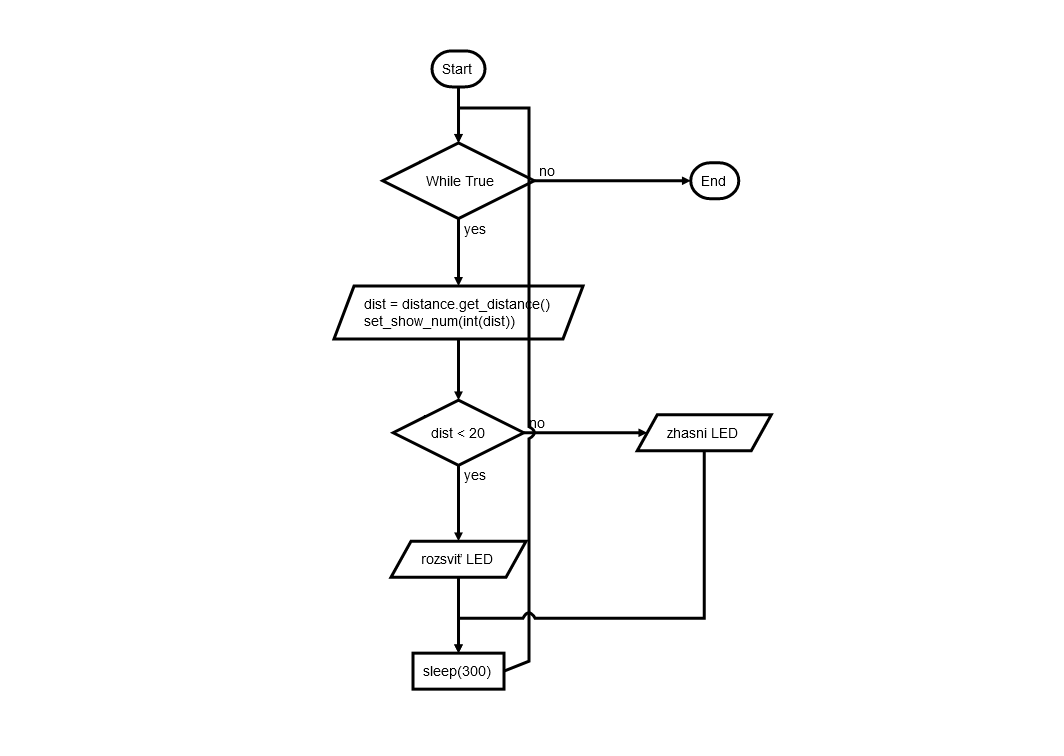 Start
While True
no
End
yes
dist = distance.get_distance()
set_show_num(int(dist))
dist < 20
no
zhasni LED
yes
rozsviť LED
sleep(300)